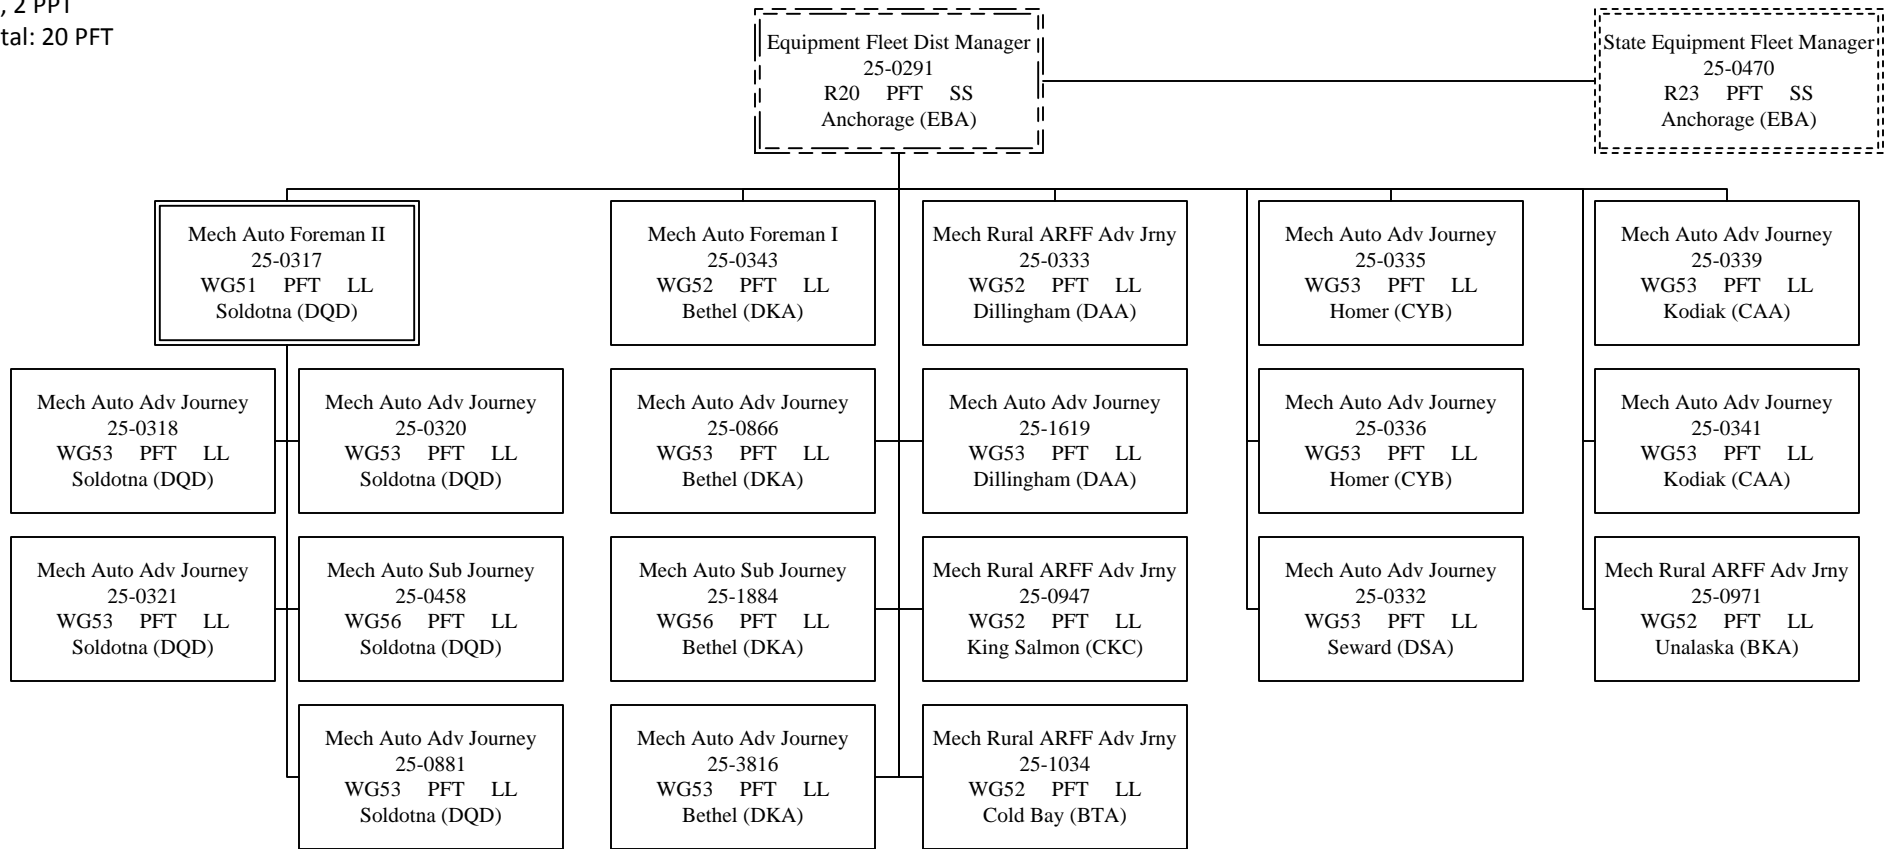 , 2 PPT
tal: 20 PFT
Equipment Fleet Dist Manager
25-0291
R20 PFT SS
Anchorage (EBA)
State Equipment Fleet Manager
25-0470
R23 PFT SS
Anchorage (EBA)
Mech Auto Foreman II
25-0317
WG51 PFT LL
Soldotna (DQD)
Mech Auto Foreman I
25-0343
WG52 PFT LL
Bethel (DKA)
Mech Rural ARFF Adv Jrny
25-0333
WG52 PFT LL
Dillingham (DAA)
Mech Auto Adv Journey
25-0335
WG53 PFT LL
Homer (CYB)
Mech Auto Adv Journey
25-0339
WG53 PFT LL
Kodiak (CAA)
Mech Auto Adv Journey
25-0318
WG53 PFT LL
Soldotna (DQD)
Mech Auto Adv Journey
25-0320
WG53 PFT LL
Soldotna (DQD)
Mech Auto Adv Journey
25-0866
WG53 PFT LL
Bethel (DKA)
Mech Auto Adv Journey
25-1619
WG53 PFT LL
Dillingham (DAA)
Mech Auto Adv Journey
25-0336
WG53 PFT LL
Homer (CYB)
Mech Auto Adv Journey
25-0341
WG53 PFT LL
Kodiak (CAA)
Mech Auto Adv Journey
25-0321
WG53 PFT LL
Soldotna (DQD)
Mech Auto Sub Journey
25-0458
WG56 PFT LL
Soldotna (DQD)
Mech Auto Sub Journey
25-1884
WG56 PFT LL
Bethel (DKA)
Mech Rural ARFF Adv Jrny
25-0947
WG52 PFT LL
King Salmon (CKC)
Mech Auto Adv Journey
25-0332
WG53 PFT LL
Seward (DSA)
Mech Rural ARFF Adv Jrny
25-0971
WG52 PFT LL
Unalaska (BKA)
Mech Auto Adv Journey
25-0881
WG53 PFT LL
Soldotna (DQD)
Mech Auto Adv Journey
25-3816
WG53 PFT LL
Bethel (DKA)
Mech Rural ARFF Adv Jrny
25-1034
WG52 PFT LL
Cold Bay (BTA)